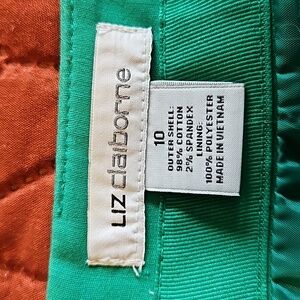 LIZ claiborne
10
OUTER SHELL:
98% COTTON
2% SPANDEX
LINING:
100% POLYESTER
MADE IN VIETNAM